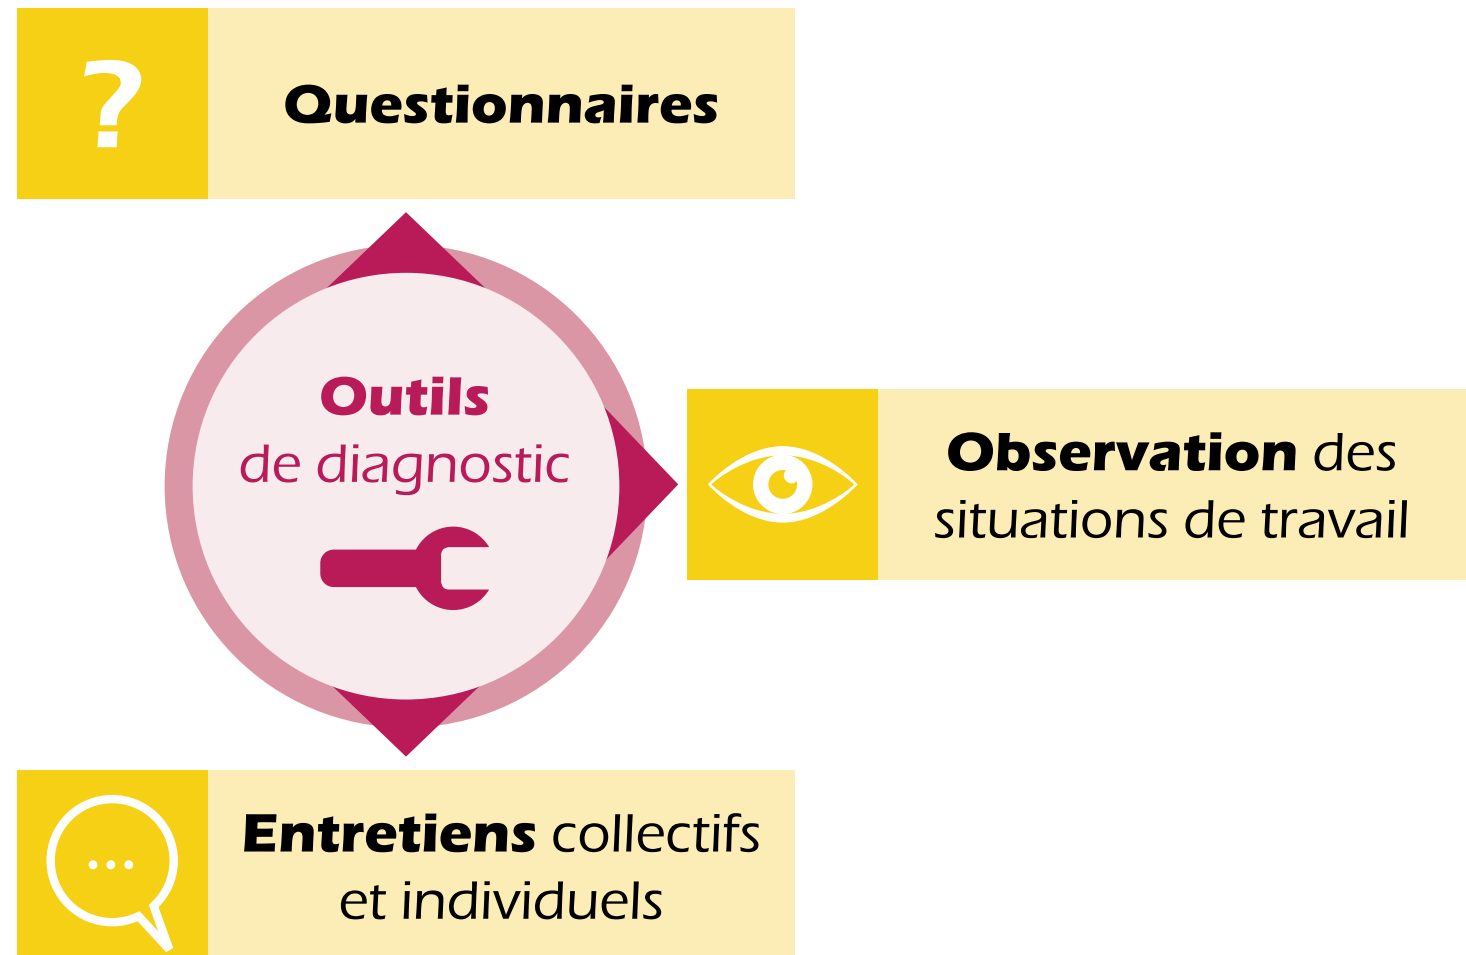 ?
Questionnaires
Outils
de diagnostic
Observation des
situations de travail
Entretiens collectifs
et individuels